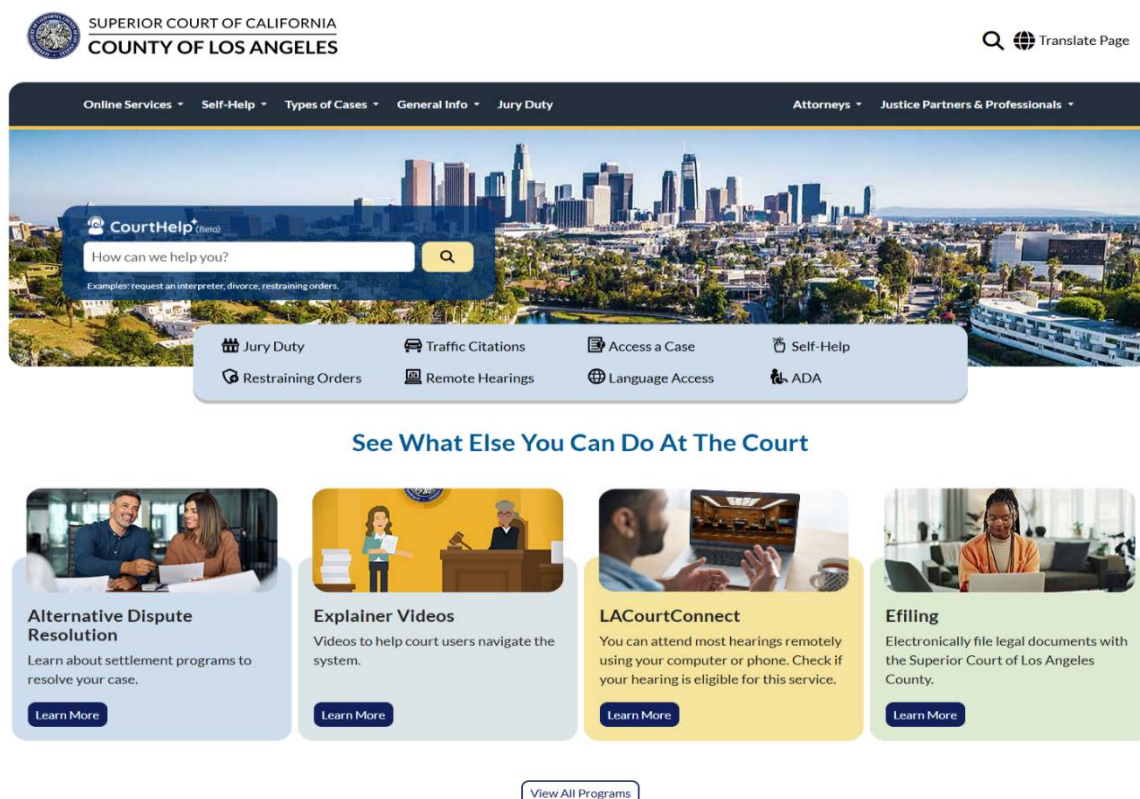 SUPERIOR COURT OF CALIFORNIA
COUNTY OF LOS ANGELES
Translate Page
Online Services Self-Help Types of Cases General Info Jury Duty Attorneys Justice Partners & Professionals
CourtHelp (Beta)
How can we help you?
Examples: request an interpreter, divorce, restraining orders.
Jury Duty Traffic Citations Access a Case Self-Help
Restraining Orders Remote Hearings Language Access ADA
See What Else You Can Do At The Court
Alternative Dispute
Resolution
Learn about settlement programs to
resolve your case.
Learn More
Explainer Videos
Videos to help court users navigate the
system.
Learn More
LACourtConnect
You can attend most hearings remotely
using your computer or phone. Check if
your hearing is eligible for this service.
Learn More
Efiling
Electronically file legal documents with
the Superior Court of Los Angeles
County.
Learn More
View All Programs